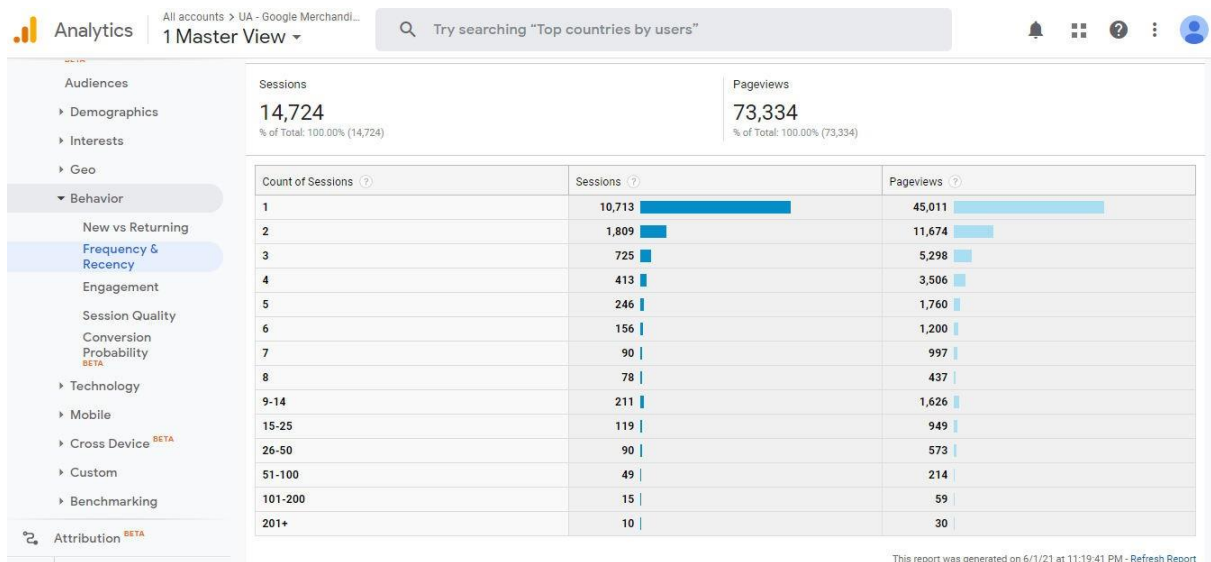 All accounts > UA - Google Merchandi...
Analytics
1 Master View
Try searching "Top countries by users"
BETA
Audiences
Demographics
Interests
Geo
Behavior
New vs Returning
Frequency &
Recency
Engagement
Session Quality
Conversion
Probability
BETA
Technology
Mobile
Cross Device BETA
Custom
Benchmarking
Attribution BETA
Sessions
14,724
% of Total: 100.00% (14,724)
Pageviews
73,334
% of Total: 100.00% (73,334)
Count of Sessions ? Sessions ? Pageviews ?
1 10,713 45,011
2 1,809 11,674
3 725 5,298
4 413 3,506
5 246 1,760
6 156 1,200
7 90 997
8 78 437
9-14 211 1,626
15-25 119 949
26-50 90 573
51-100 49 214
101-200 15 59
201+ 10 30
This report was generated on 6/1/21 at 11:19:41 PM - Refresh Report